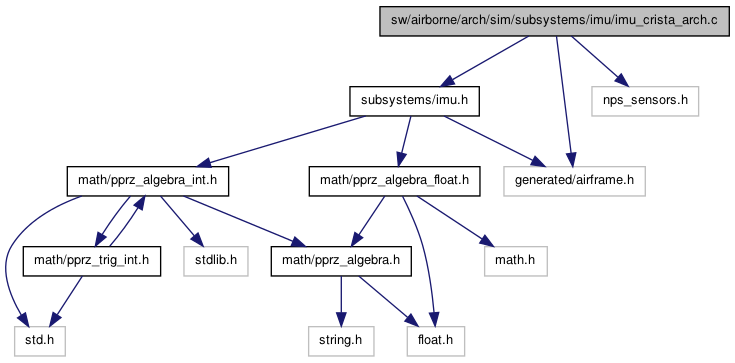 sw/airborne/arch/sim/subsystems/imu/imu_crista_arch.c
subsystems/imu.h
nps_sensors.h
math/pprz_algebra_int.h
math/pprz_algebra_float.h
generated/airframe.h
math/pprz_trig_int.h
stdlib.h
math/pprz_algebra.h
math.h
std.h
string.h
float.h